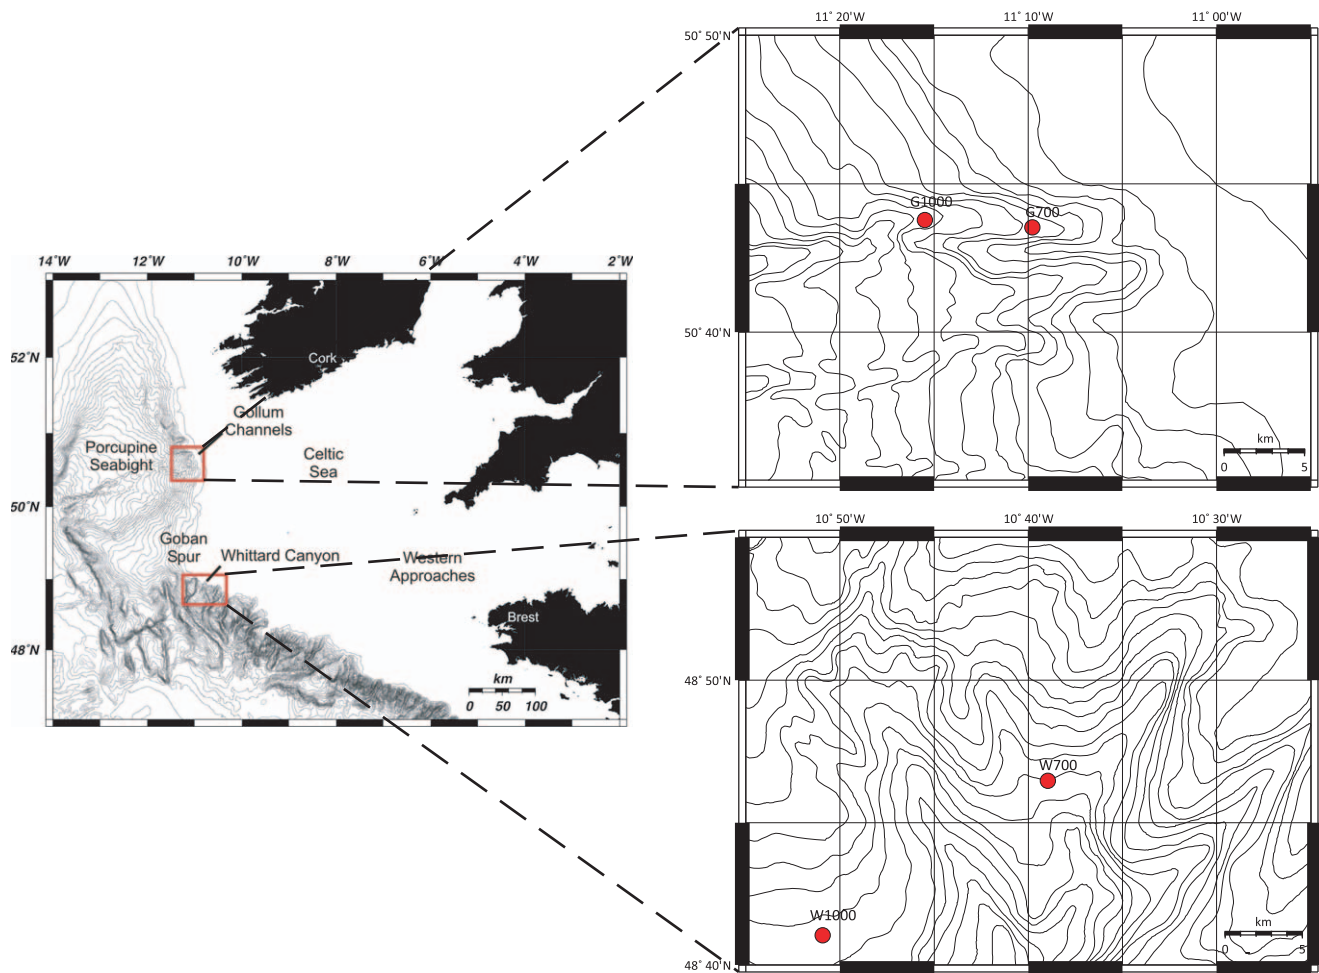 14˚W 12˚W 10˚W 8˚W 6˚W 4˚W 2˚W
52˚N
50˚N
48˚N
Cork
Gollum
Channels
Porcupine
Seabight
Celtic
Sea
Goban
Spur
Whittard Canyon
Western
Approaches
Brest
km
0 50 100
11˚ 20'W 11˚ 10'W 11˚ 00'W
50˚ 50'N
G1000
G700
50˚ 40'N
km
0 5
10˚ 50'W 10˚ 40'W 10˚ 30'W
48˚ 50'N
W700
W1000
km
0 5
48˚ 40'N